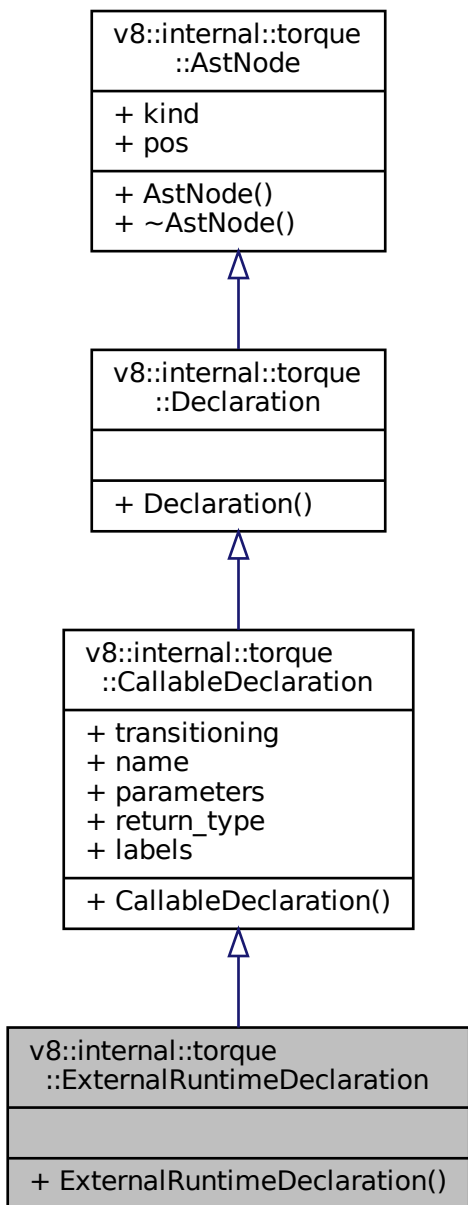 v8::internal::torque
::AstNode
+ kind
+ pos
+ AstNode()
+ ~AstNode()
v8::internal::torque
::Declaration
+ Declaration()
v8::internal::torque
::CallableDeclaration
+ transitioning
+ name
+ parameters
+ return_type
+ labels
+ CallableDeclaration()
v8::internal::torque
::ExternalRuntimeDeclaration
+ ExternalRuntimeDeclaration()